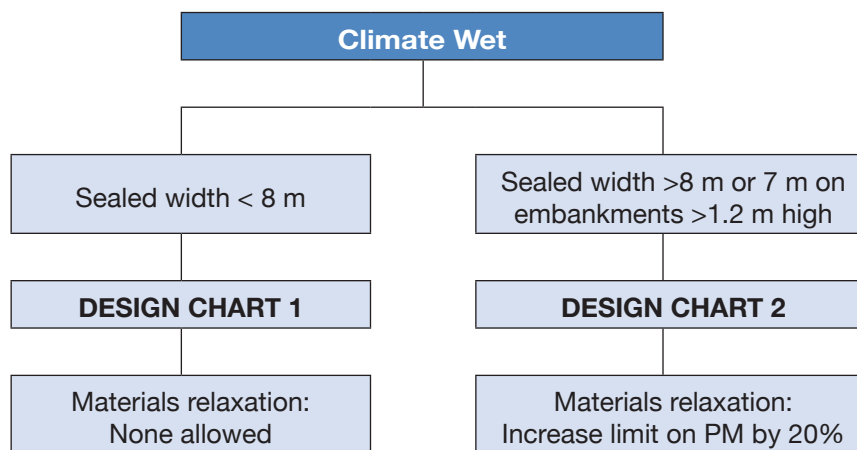 Climate Wet
Sealed width < 8 m
Sealed width >8 m or 7 m on
embankments >1.2 m high
DESIGN CHART 1
DESIGN CHART 2
Materials relaxation:
None allowed
Materials relaxation:
Increase limit on PM by 20%